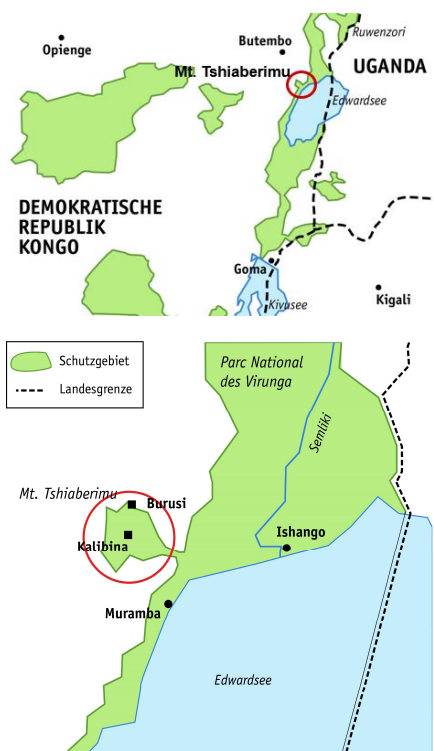 Opienge
Butembo
Ruwenzori
Mt. Tshiaberimu
UGANDA
Edwardsee
DEMOKRATISCHE
REPUBLIK
KONGO
Goma
Kivusee
Kigali
Schutzgebiet
Landesgrenze
Parc National
des Virunga
Semliki
Mt. Tshiaberimu
Burusi
Kalibina
Ishango
Muramba
Edwardsee